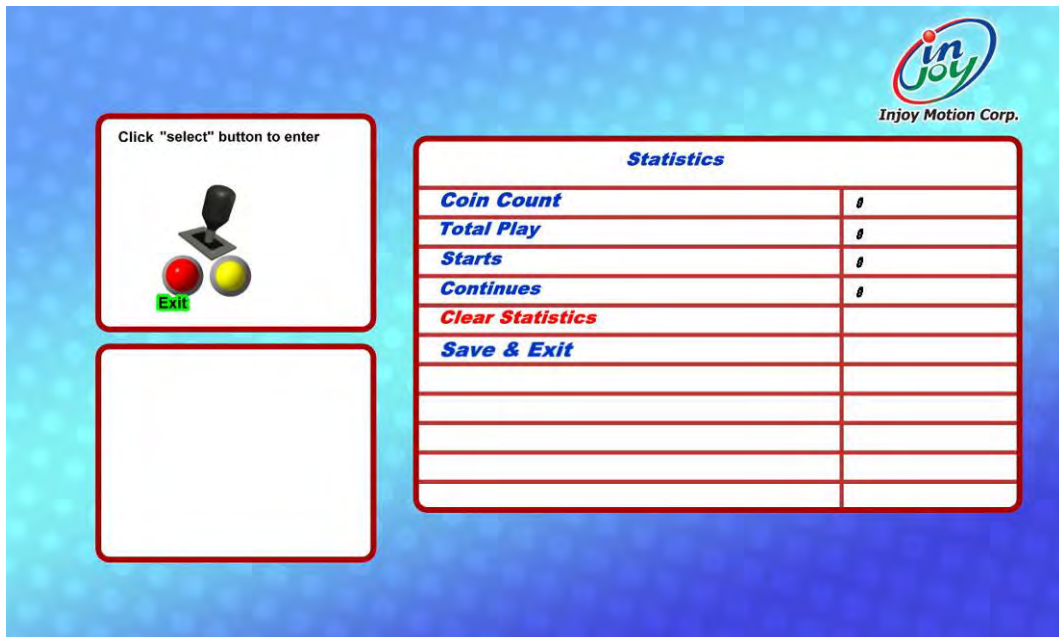 in
joy
Injoy Motion Corp.
Click "select" button to enter
Exit
Statistics
Coin Count 0
Total Play 0
Starts 0
Continues 0
Clear Statistics
Save & Exit